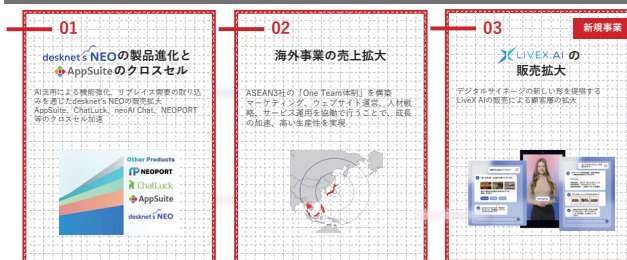 01
desknet's NEOの製品進化と
AppSuiteのクロスセル
AI活用による機能強化、リプレイス需要の取り込
みを通じたdesknet's NEOの販売拡大
AppSuite、ChatLuck、neoAI Chat、NEOPORT
等のクロスセル加速
Other Products
NEOPORT
ChatLuck
AppSuite
desknet's NEO
02
海外事業の売上拡大
ASEAN3社の「One Team体制」を構築
マーケティング、ウェブサイト運営、人材戦
略、サービス運用を協働で行うことで、成長
の加速、高い生産性を実現
03
新規事業
LIVEX.AI の
販売拡大
デジタルサイネージの新しい形を提唱する
LiveX AIの販売による顧客層の拡大